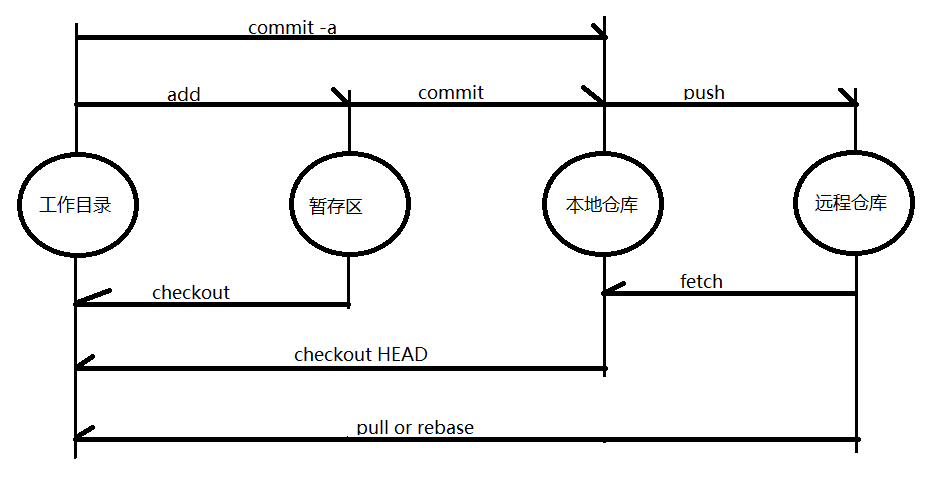 commit -a
add
commit
push
工作目录
暂存区
本地仓库
远程仓库
checkout
fetch
checkout HEAD
pull or rebase